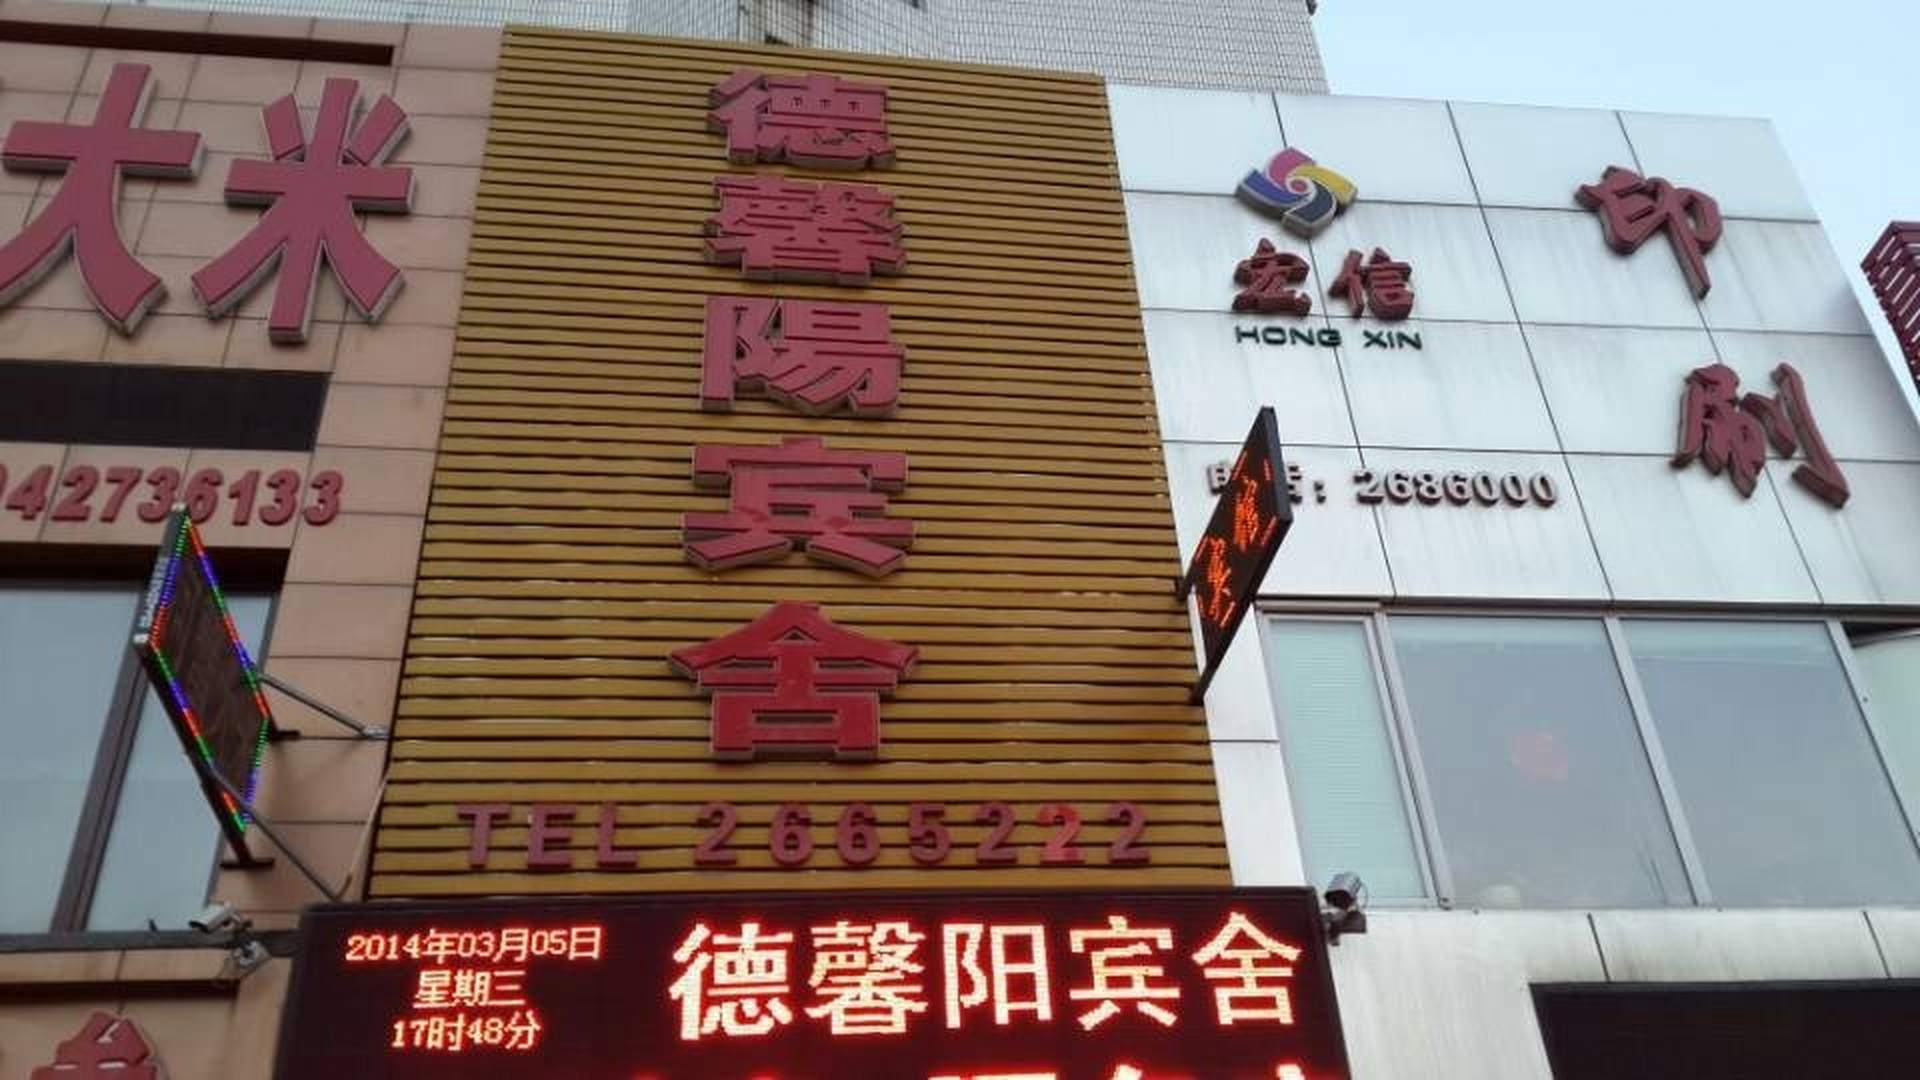 大米
42736133
德馨陽宾舍
TEL 2665222
宏信
HONG XIN
印刷
: 2686000
2014年03月05日
星期三
17时48分
德馨阳宾舍